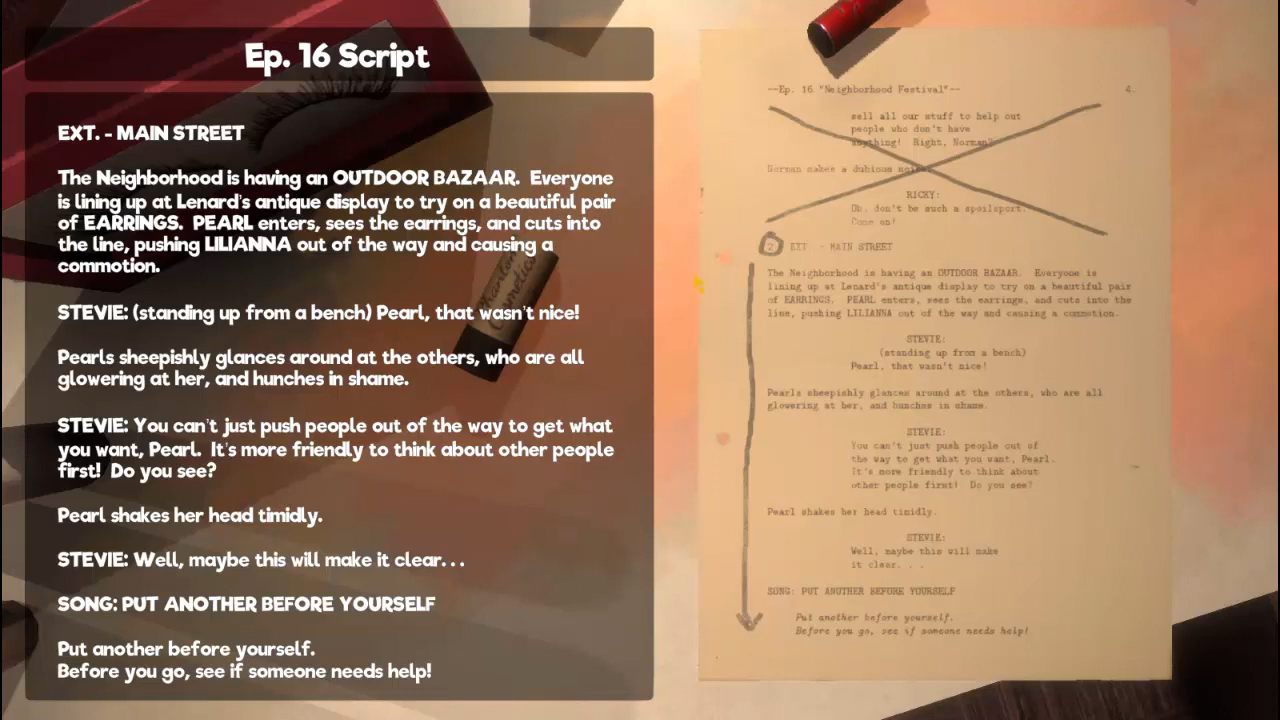 Ep. 16 Script
EXT. - MAIN STREET
The Neighborhood is having an OUTDOOR BAZAAR. Everyone
is lining up at Lenard's antique display to try on a beautiful pair
of EARRINGS. PEARL enters, sees the earrings, and cuts into
the line, pushing LILIANNA out of the way and causing a
commotion.
STEVIE: (standing up from a bench) Pearl, that wasn't nice!
Pearls sheepishly glances around at the others, who are all
glowering at her, and hunches in shame.
STEVIE: You can't just push people out of the way to get what
you want, Pearl. It's more friendly to think about other people
first! Do you see?
Pearl shakes her head timidly.
STEVIE: Well, maybe this will make it clear. . .
SONG: PUT ANOTHER BEFORE YOURSELF
Put another before yourself.
Before you go, see if someone needs help!
--Ep. 16 "Neighborhood Festival"-- 4.
sell all our stuff to help out
people who don't have
anything! Right, Norman?
Norman makes a dubious noise.
RICKY:
Oh, don't be such a spoilsport.
Come on!
2 EXT - MAIN STREET
The Neighborhood is having an OUTDOOR BAZAAR. Everyone is
lining up at Lenard's antique display to try on a beautiful pair
of EARRINGS. PEARL enters, sees the earrings, and cuts into the
line, pushing LILIANNA out of the way and causing a commotion.
STEVIE:
(standing up from a bench)
Pearl, that wasn't nice!
Pearls sheepishly glances around at the others, who are all
glowering at her, and hunches in shame.
STEVIE:
You can't just push people out of
the way to get what you want, Pearl.
It's more friendly to think about
other people first! Do you see?
Pearl shakes her head timidly.
STEVIE:
Well, maybe this will make
it clear. . .
SONG: PUT ANOTHER BEFORE YOURSELF
Put another before yourself.
Before you go, see if someone needs help!
Cosmetics